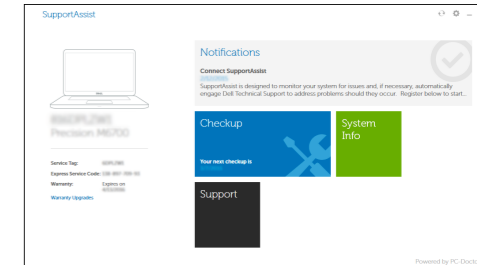 SupportAssist
Notifications
Connect SupportAssist
SupportAssist is designed to monitor your system for issues and, if necessary, automatically
engage Dell Technical Support to address problems should they occur. Register below to start...
Precision M6700
Checkup
System
Info
Service Tag:
Express Service Code:
Warranty: Expires on
Warranty Upgrades
Your next checkup is
Support
Powered by PC-Docto